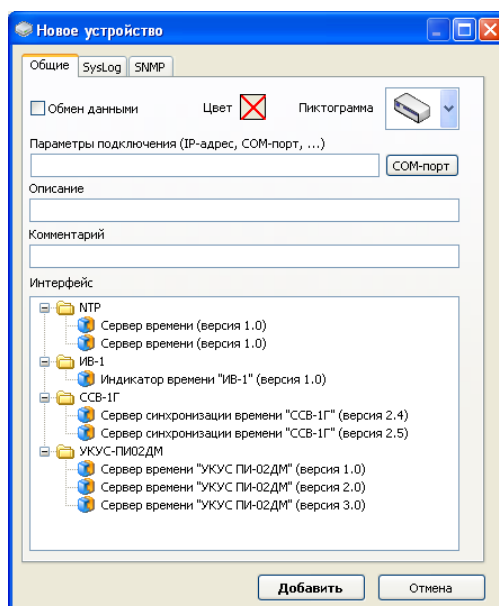 Новое устройство
Общие SysLog SNMP
Обмен данными Цвет Пиктограмма
Параметры подключения (IP-адрес, COM-порт, ...)
COM-порт
Описание
Комментарий
Интерфейс
NTP
Сервер времени (версия 1.0)
Сервер времени (версия 1.0)
ИВ-1
Индикатор времени "ИВ-1" (версия 1.0)
ССВ-1Г
Сервер синхронизации времени "ССВ-1Г" (версия 2.4)
Сервер синхронизации времени "ССВ-1Г" (версия 2.5)
УКУС-ПИ02ДМ
Сервер времени "УКУС ПИ-02ДМ" (версия 1.0)
Сервер времени "УКУС ПИ-02ДМ" (версия 2.0)
Сервер времени "УКУС ПИ-02ДМ" (версия 3.0)
Добавить Отмена